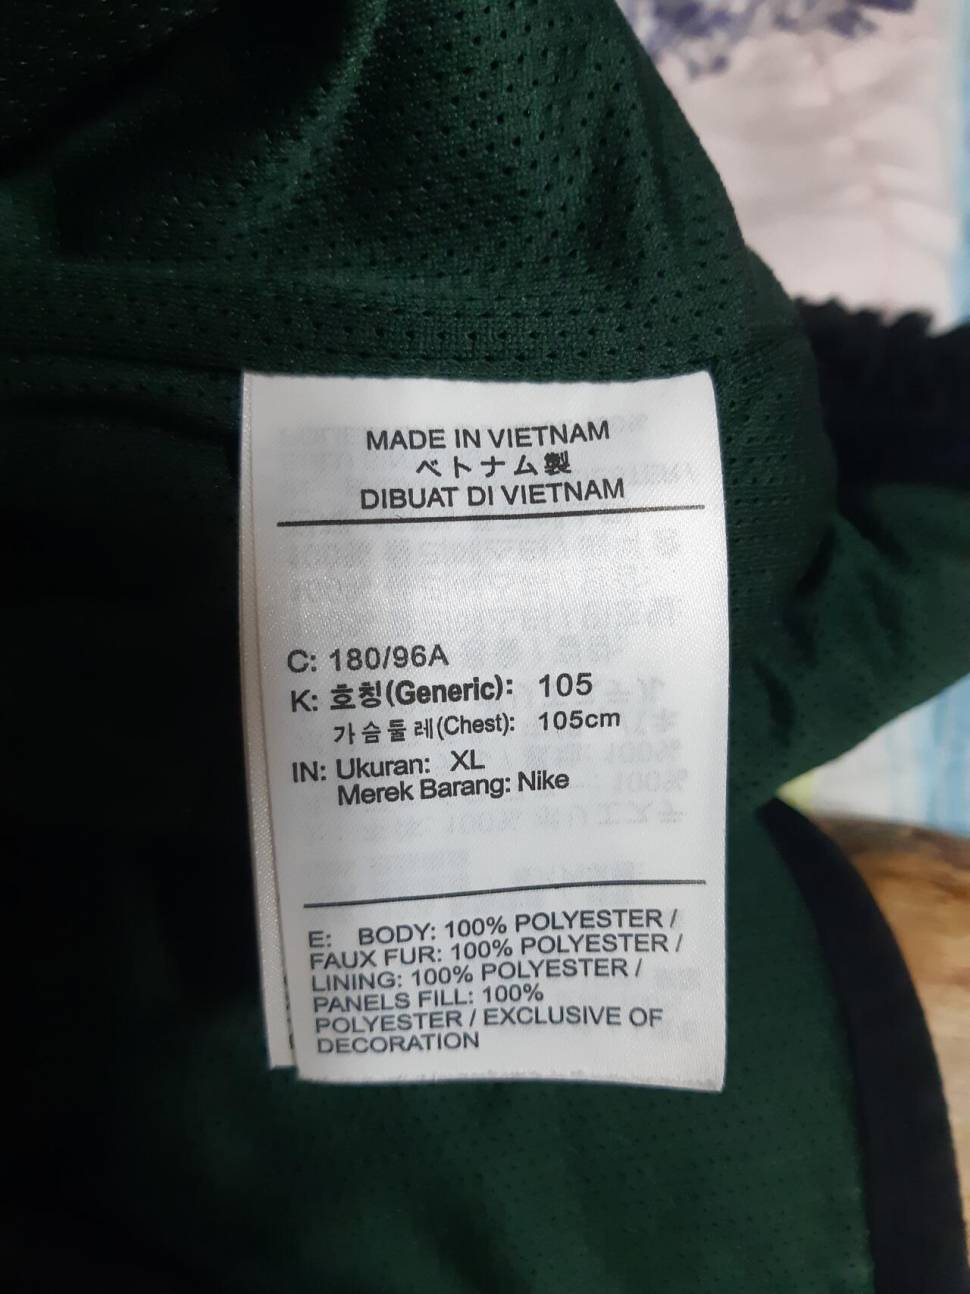 MADE IN VIETNAM
ベトナム製
DIBUAT DI VIETNAM
C: 180/96A
K: 호칭(Generic): 105
가슴둘레(Chest): 105cm
IN: Ukuran: XL
Merek Barang: Nike
E: BODY: 100% POLYESTER /
FAUX FUR: 100% POLYESTER /
LINING: 100% POLYESTER /
PANELS FILL: 100%
POLYESTER / EXCLUSIVE OF
DECORATION